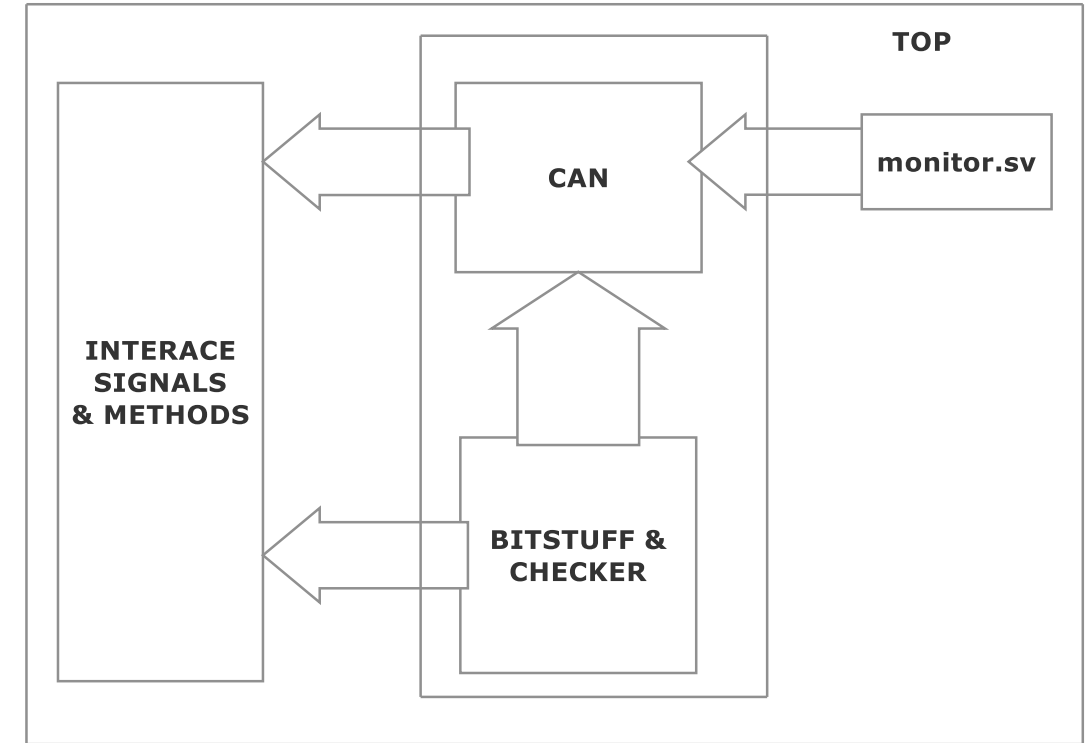 TOP
CAN
monitor.sv
INTERACE
SIGNALS
& METHODS
BITSTUFF &
CHECKER